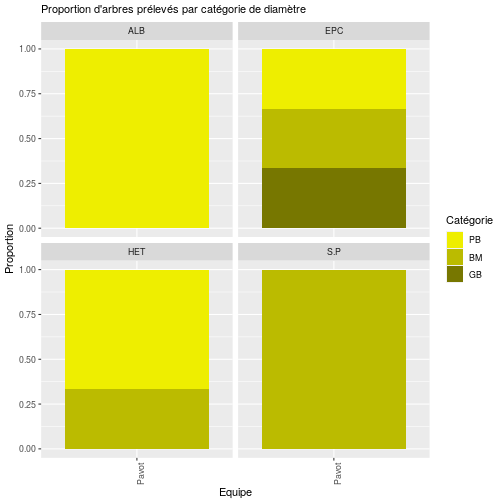 Proportion d'arbres prélevés par catégorie de diamètre
ALB
EPC
1.00
0.75
0.50
0.25
0.00
HET
S.P
1.00
0.75
0.50
0.25
0.00
Pavot
Pavot
Equipe
Proportion
Catégorie
PB
BM
GB